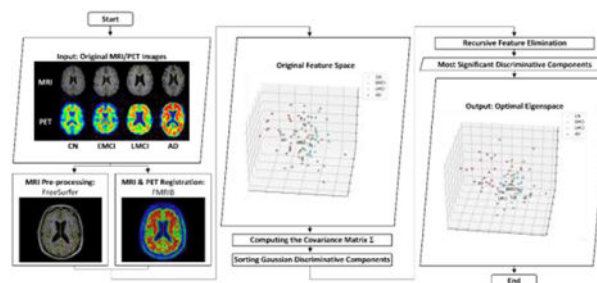 Start
Input: Original MRI/PET images
MRI
PET
CN EMCI LMCI AD
MRI Pre-processing:
FreeSurfer
MRI & PET Registration:
FMRIB
Original Feature Space
Computing the Covariance Matrix Σ
Sorting Gaussian Discriminative Components
Recursive Feature Elimination
Most Significant Discriminative Components
Output: Optimal Eigenspace
End